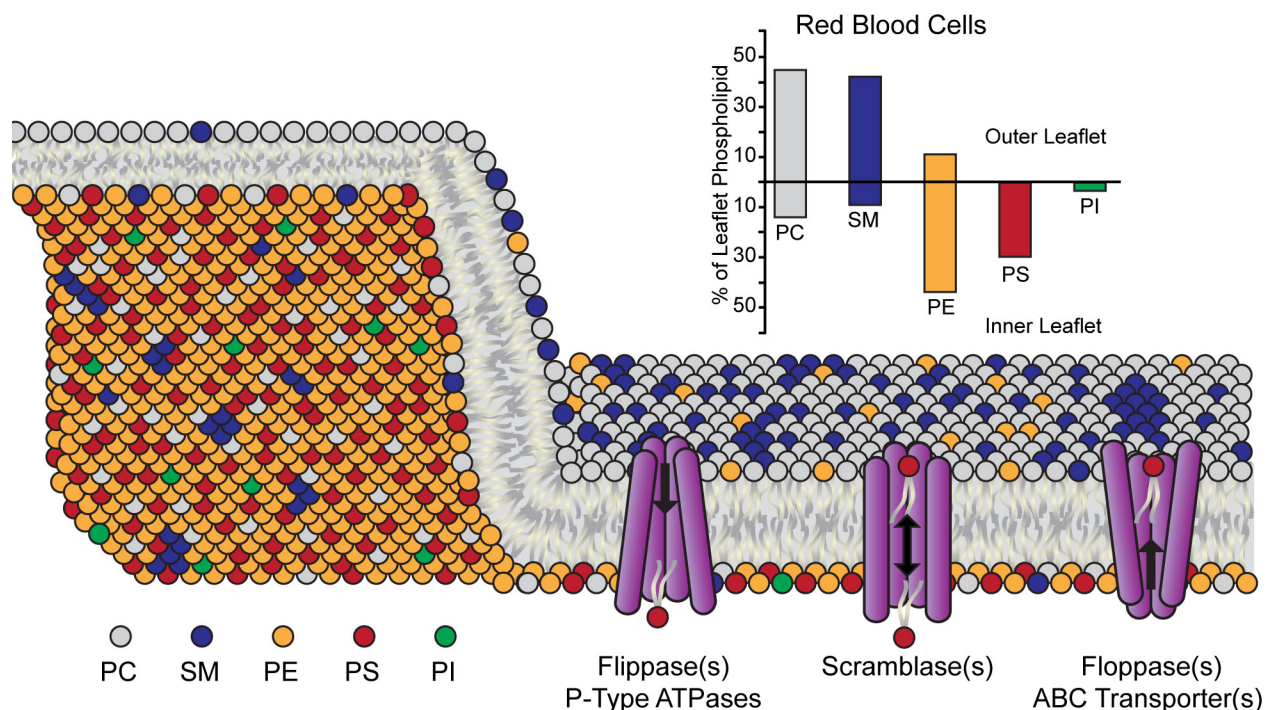 Red Blood Cells
% of Leaflet Phospholipid
50
30
10
10
30
50
Outer Leaflet
PC
SM
PE
PS
PI
Inner Leaflet
PC
SM
PE
PS
PI
Flippase(s)
P-Type ATPases
Scramblase(s)
Floppase(s)
ABC Transporter(s)